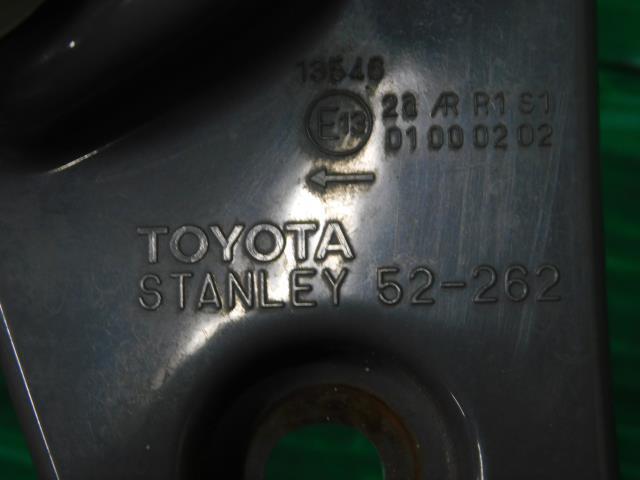 13546
E13 2a AR R1 S1
01 00 02 02
TOYOTA
STANLEY 52-262